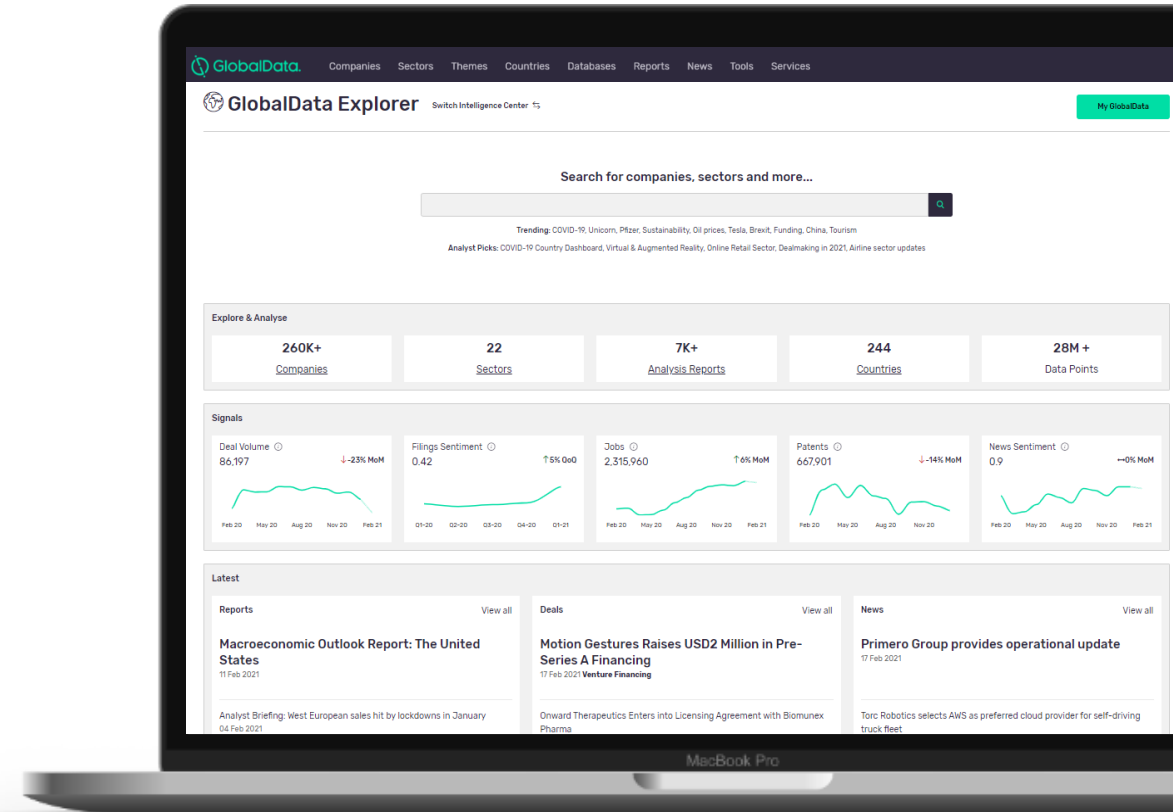 GlobalData. Companies Sectors Themes Countries Databases Reports News Tools Services
GlobalData Explorer Switch Intelligence Center
My GlobalData
Search for companies, sectors and more...
Trending: COVID-19, Unicorn, Pfizer, Sustainability, Oil prices, Tesla, Brexit, Funding, China, Tourism
Analyst Picks: COVID-19 Country Dashboard, Virtual & Augmented Reality, Online Retail Sector, Dealmaking in 2021, Airline sector updates
Explore & Analyse
260K+
Companies
22
Sectors
7K+
Analysis Reports
244
Countries
28M +
Data Points
Signals
Deal Volume
86,197 ↓-23% MoM
Feb 20 May 20 Aug 20 Nov 20 Feb 21
Filings Sentiment
0.42 ↑5% QoQ
Q1-20 Q2-20 Q3-20 Q4-20 Q1-21
Jobs
2,315,960 ↑6% MoM
Feb 20 May 20 Aug 20 Nov 20 Feb 21
Patents
667,901 ↓-14% MoM
Feb 20 May 20 Aug 20 Nov 20
News Sentiment
0.9 ↔0% MoM
Feb 20 May 20 Aug 20 Nov 20 Feb 21
Latest
Reports View all
Macroeconomic Outlook Report: The United
States
11 Feb 2021
Analyst Briefing: West European sales hit by lockdowns in January
04 Feb 2021
Deals View all
Motion Gestures Raises USD2 Million in Pre-
Series A Financing
17 Feb 2021 Venture Financing
Onward Therapeutics Enters into Licensing Agreement with Biomunex
Pharma
News View all
Primero Group provides operational update
17 Feb 2021
Torc Robotics selects AWS as preferred cloud provider for self-driving
truck fleet
MacBook Pro